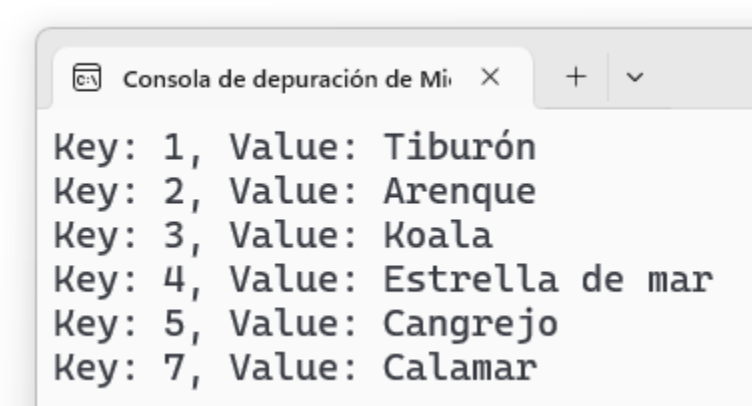 Consola de depuración de Mi
Key: 1, Value: Tiburón
Key: 2, Value: Arenque
Key: 3, Value: Koala
Key: 4, Value: Estrella de mar
Key: 5, Value: Cangrejo
Key: 7, Value: Calamar